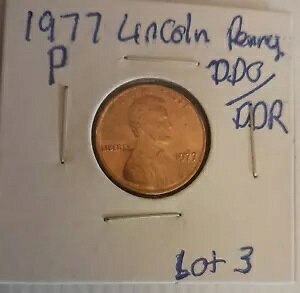 1977 Lincoln Penny
P DDO/
DDR
LIBERTY
1977
Lot 3